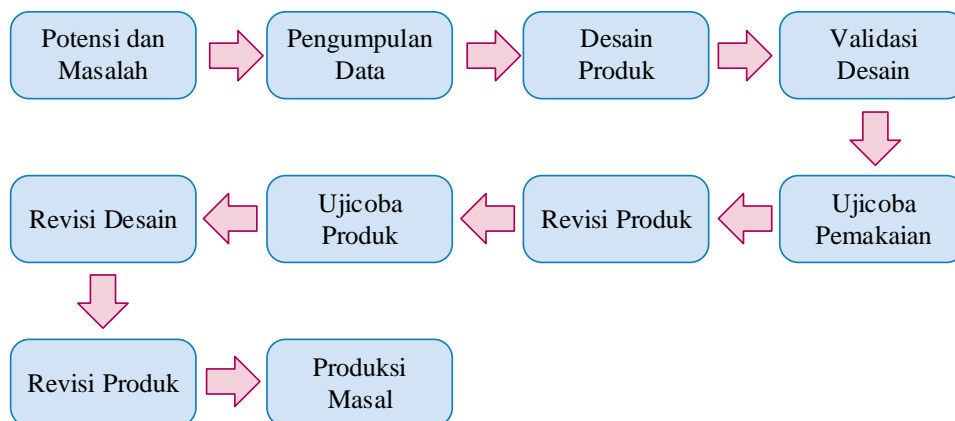 Potensi dan
Masalah
Pengumpulan
Data
Desain
Produk
Validasi
Desain
Revisi Desain
Ujicoba
Produk
Revisi Produk
Ujicoba
Pemakaian
Revisi Produk
Produksi
Masal